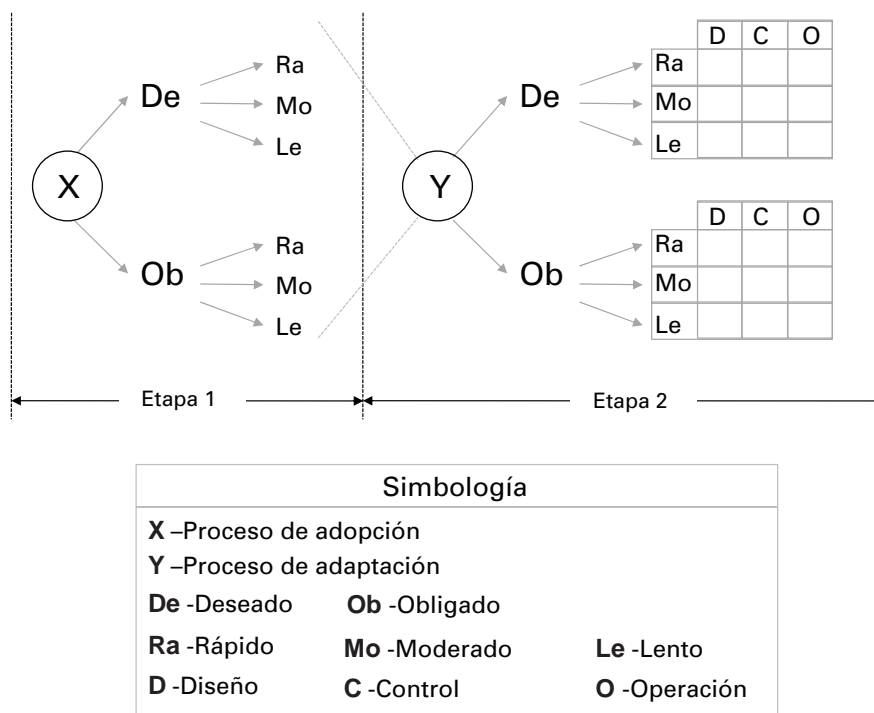 D C O
Ra
Ra
De
Mo
De
Mo
Le
Le
X
Y
D C O
Ra
Ra
Ob
Mo
Ob
Mo
Le
Le
Etapa 1
Etapa 2
Simbología
X –Proceso de adopción
Y –Proceso de adaptación
De -Deseado Ob -Obligado
Ra -Rápido Mo -Moderado Le -Lento
D -Diseño C -Control O -Operación